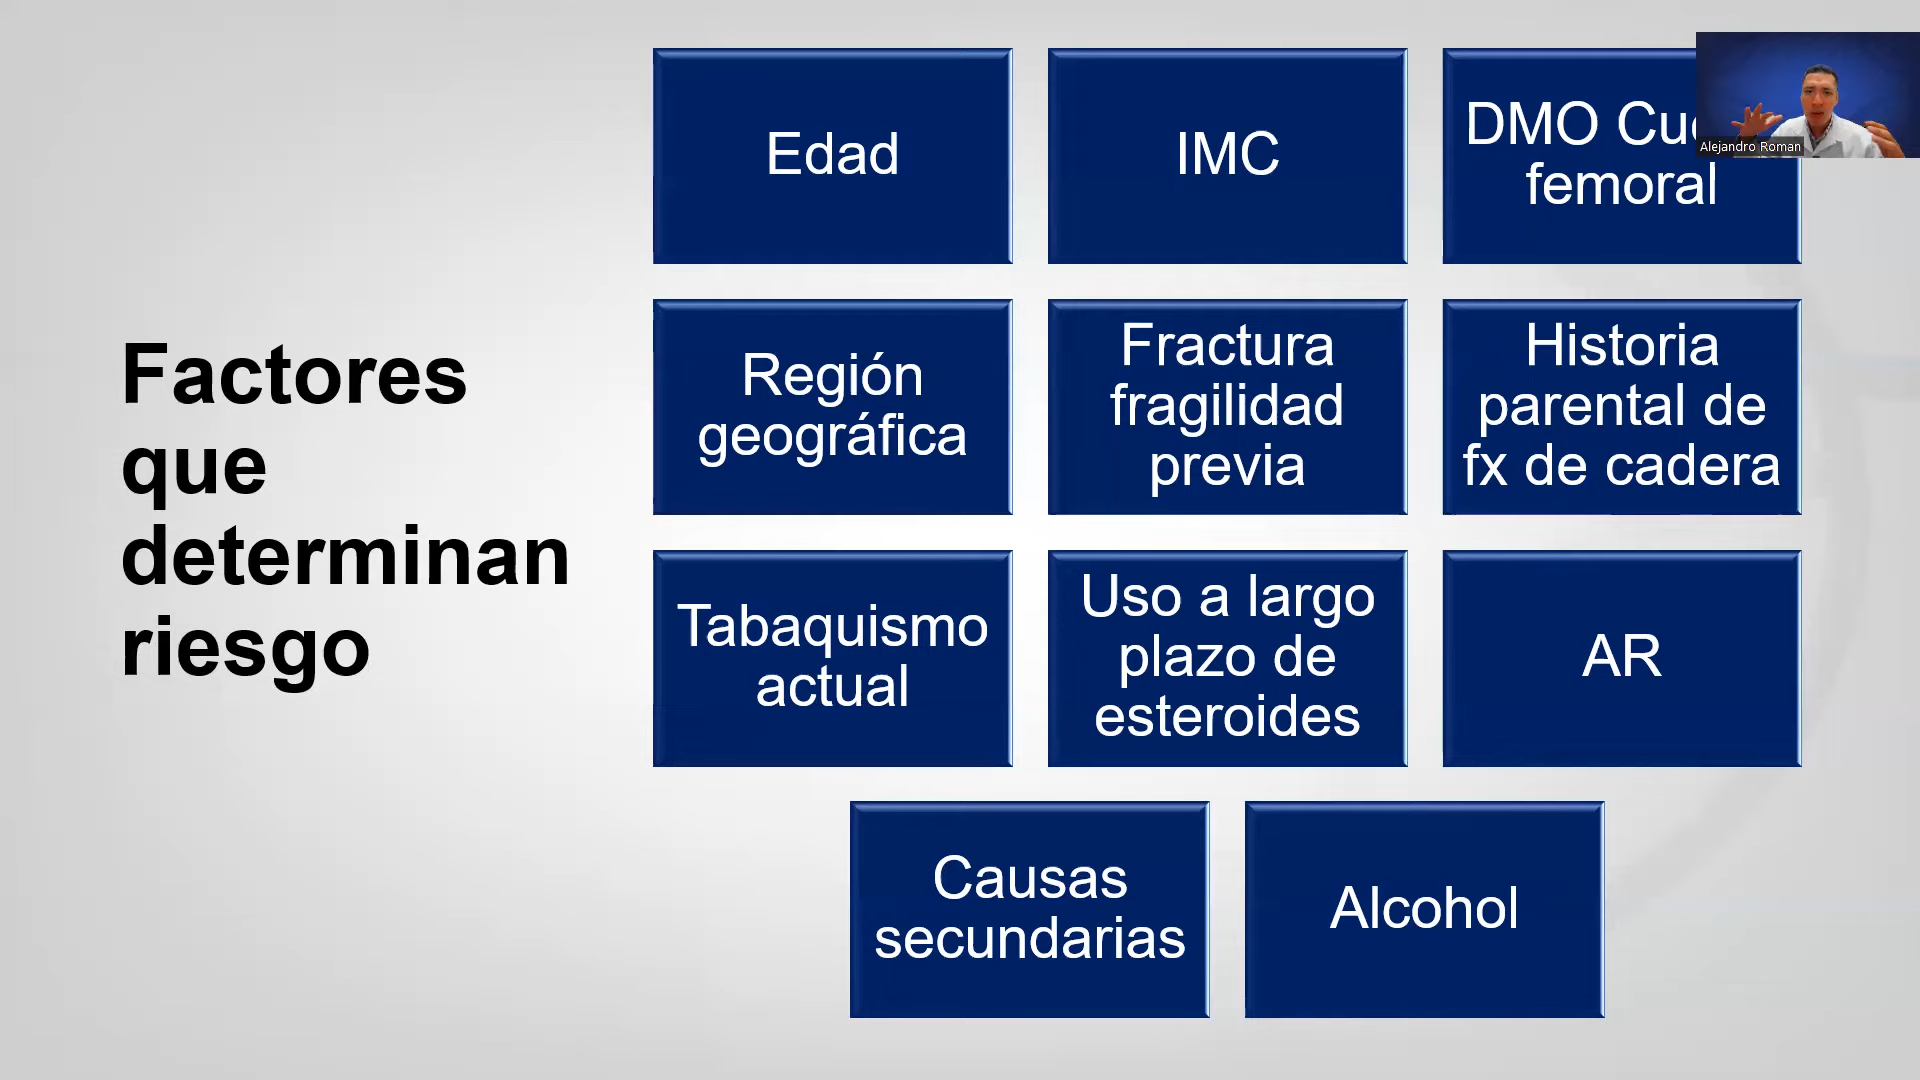 Factores
que
determinan
riesgo
Edad
IMC
DMO
femoral
Alejandro Roman
Región
geográfica
Fractura
fragilidad
previa
Historia
parental de
fx de cadera
Tabaquismo
actual
Uso a largo
plazo de
esteroides
AR
Causas
secundarias
Alcohol